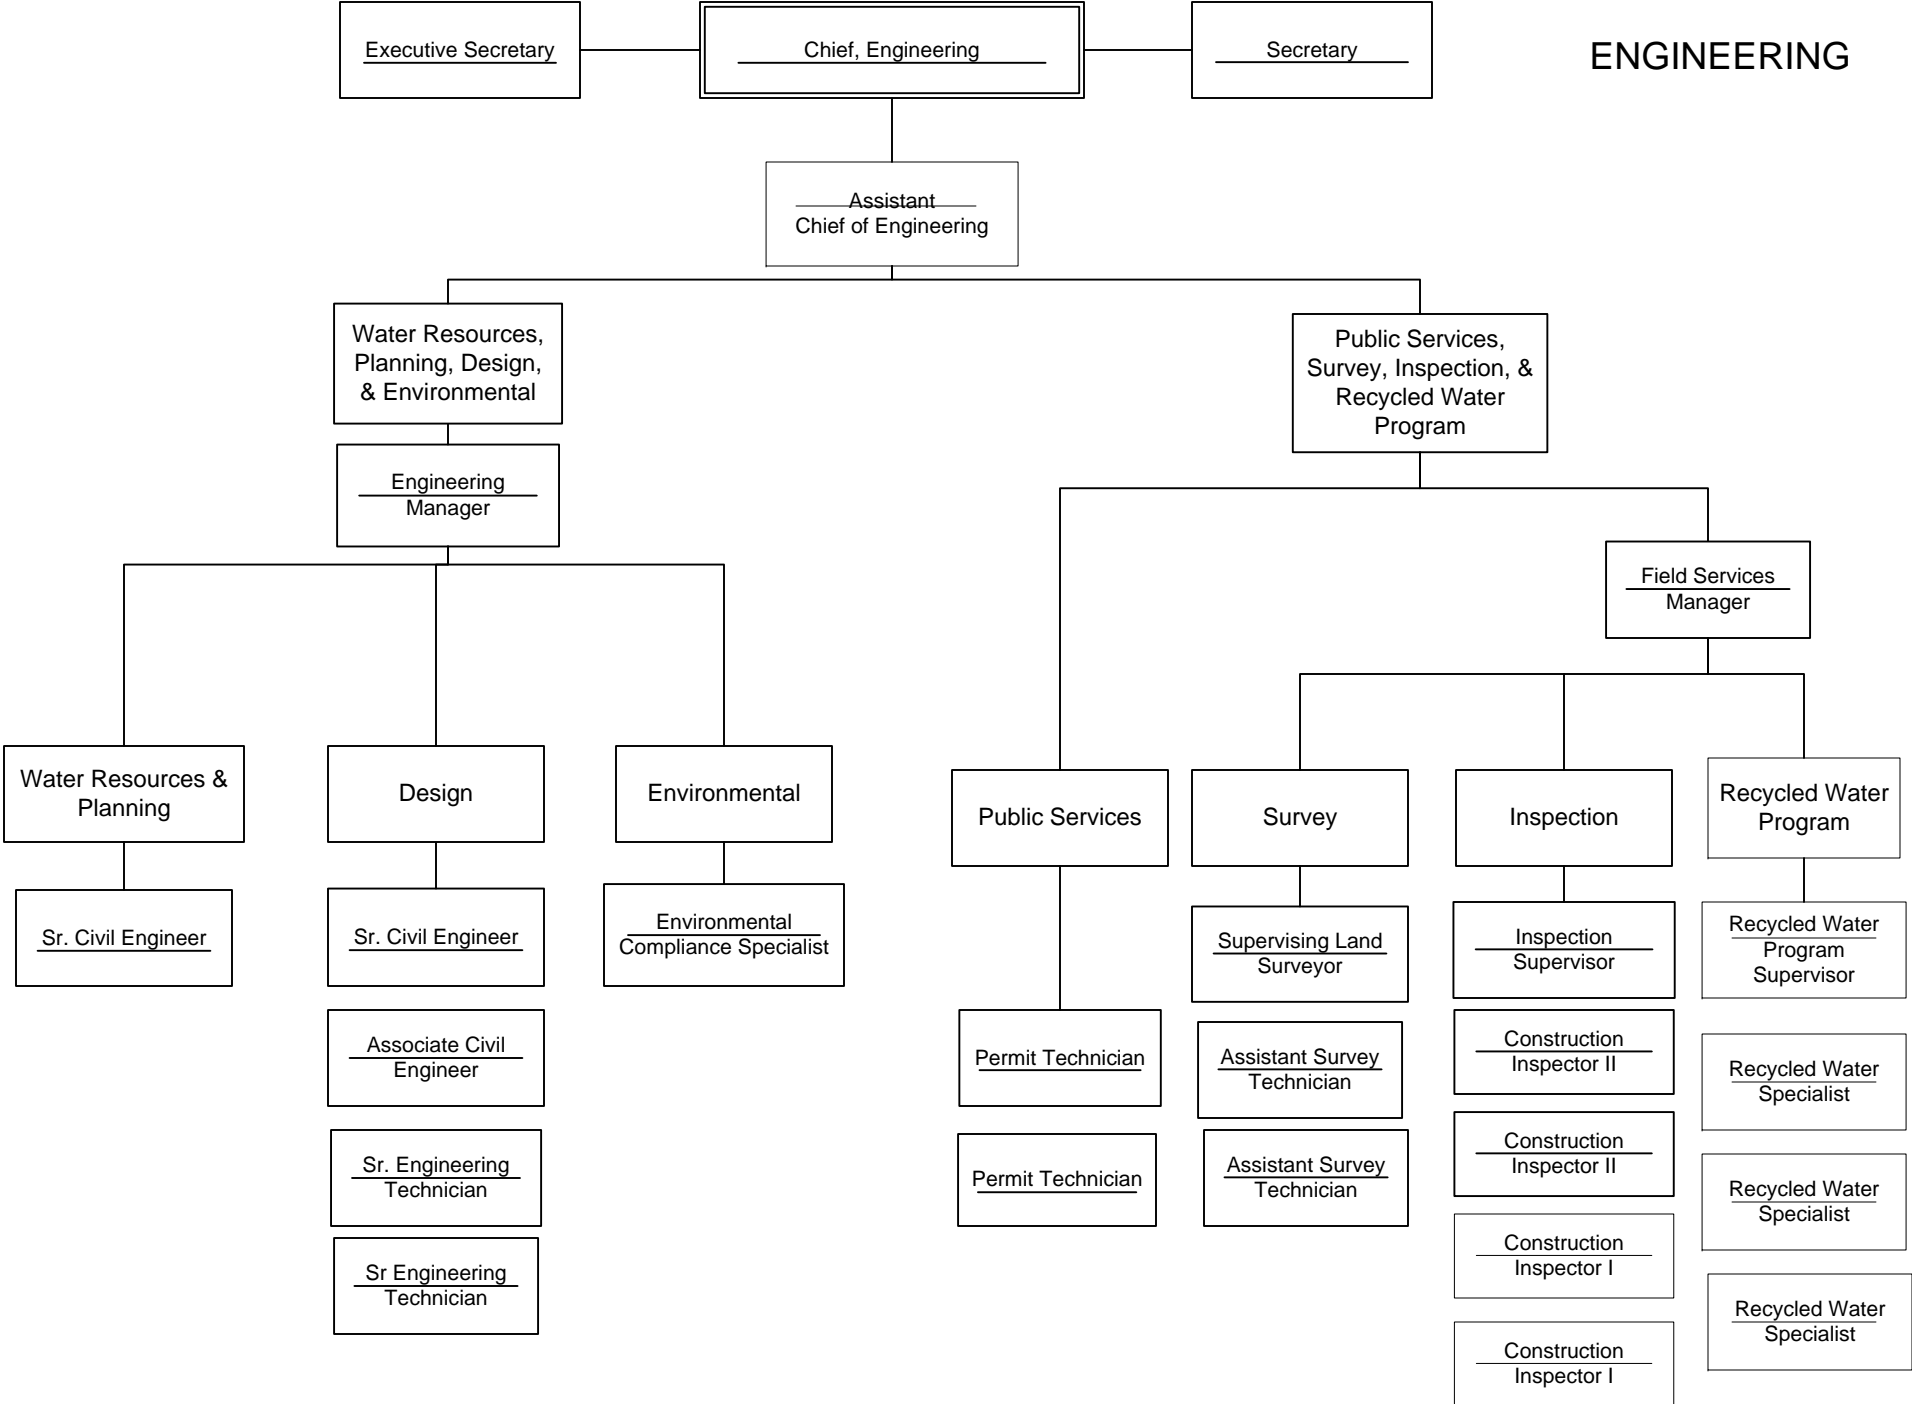 Executive Secretary
Chief, Engineering
Secretary
ENGINEERING
Assistant
Chief of Engineering
Water Resources,
Planning, Design,
& Environmental
Public Services,
Survey, Inspection, &
Recycled Water
Program
Engineering
Manager
Field Services
Manager
Water Resources &
Planning
Design
Environmental
Public Services
Survey
Inspection
Recycled Water
Program
Sr. Civil Engineer
Sr. Civil Engineer
Environmental
Compliance Specialist
Supervising Land
Surveyor
Inspection
Supervisor
Recycled Water
Program
Supervisor
Associate Civil
Engineer
Permit Technician
Assistant Survey
Technician
Construction
Inspector II
Recycled Water
Specialist
Sr. Engineering
Technician
Permit Technician
Assistant Survey
Technician
Construction
Inspector II
Recycled Water
Specialist
Sr Engineering
Technician
Construction
Inspector I
Recycled Water
Specialist
Construction
Inspector I